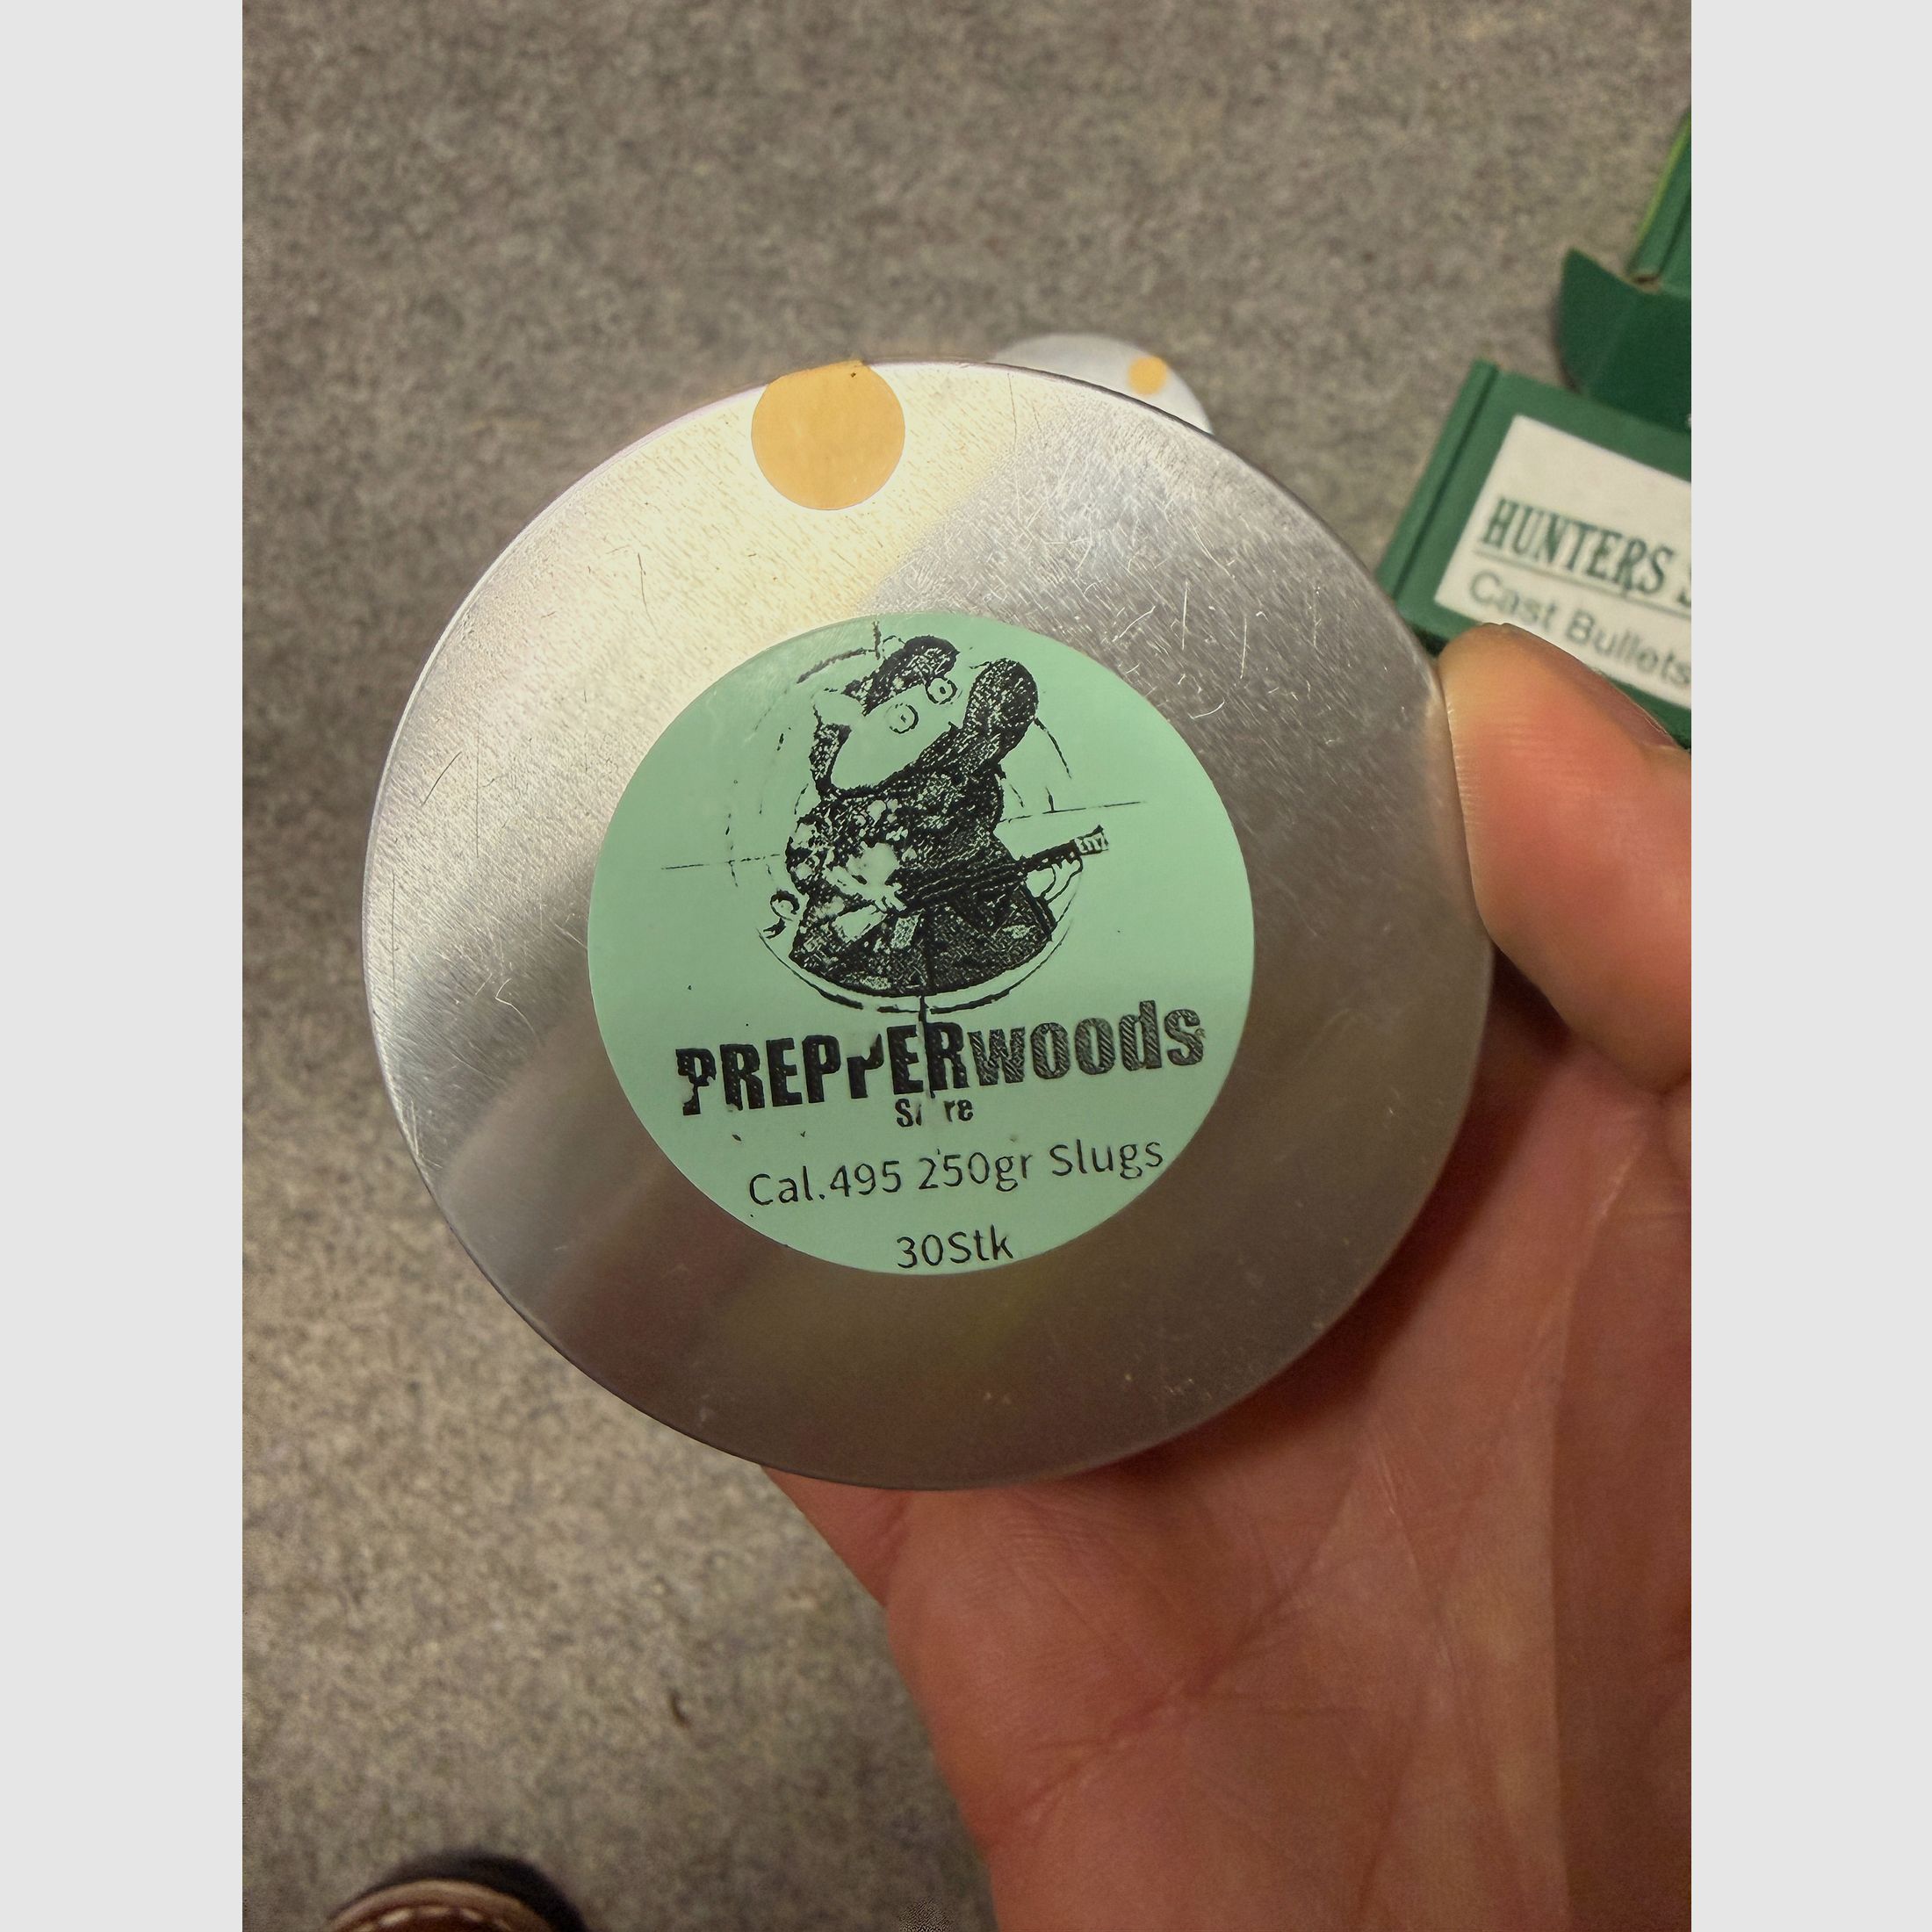 PREPPERwoods
Cal.495 250gr Slugs
30Stk
HUNTERS
Cast Bullets